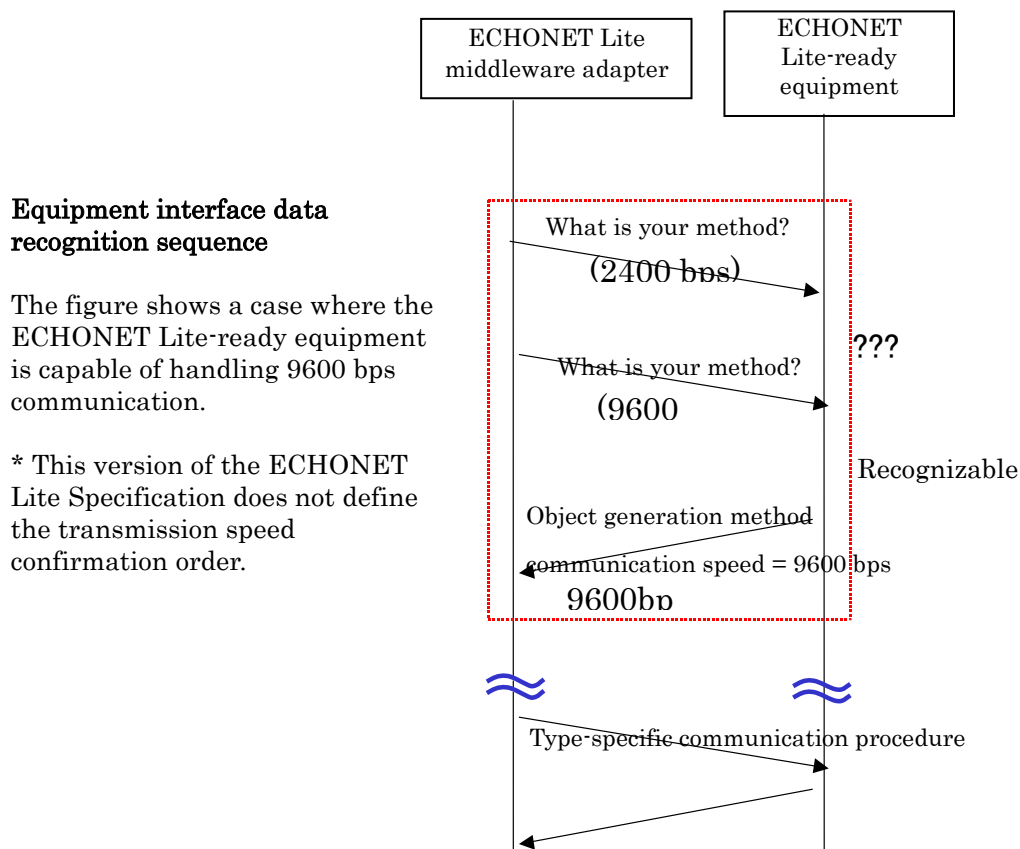 ECHONET Lite
middleware adapter
ECHONET
Lite-ready
equipment
Equipment interface data
recognition sequence
The figure shows a case where the
ECHONET Lite-ready equipment
is capable of handling 9600 bps
communication.
* This version of the ECHONET
Lite Specification does not define
the transmission speed
confirmation order.
What is your method?
(2400 bps)
???
What is your method?
(9600
Recognizable
Object generation method
communication speed = 9600 bps
9600bp
Type-specific communication procedure